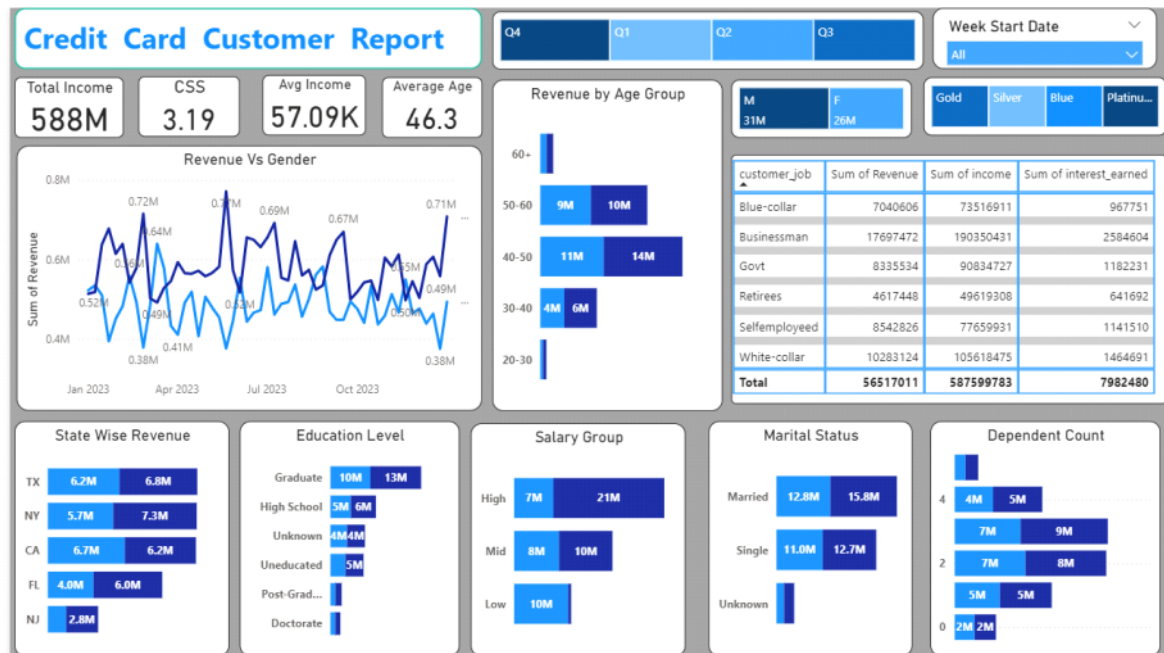 Credit Card Customer Report
Q4 Q1 Q2 Q3
Week Start Date
All
Total Income
588M
CSS
3.19
Avg Income
57.09K
Average Age
46.3
Revenue by Age Group
60+
50-60 9M 10M
40-50 11M 14M
30-40 4M 6M
20-30
M
31M
F
26M
Gold Silver Blue Platinu...
Revenue Vs Gender
Sum of Revenue
0.8M
0.6M
0.4M
0.72M
0.64M
0.69M
0.67M
0.71M
0.55M
0.52M
0.49M
0.52M
0.50M
0.49M
0.41M
0.38M
0.38M
Jan 2023 Apr 2023 Jul 2023 Oct 2023
customer_job Sum of Revenue Sum of income Sum of interest_earned
Blue-collar 7040606 73516911 967751
Businessman 17697472 190350431 2584604
Govt 8335534 90834727 1182231
Retirees 4617448 49619308 641692
Selfemployeed 8542826 77659931 1141510
White-collar 10283124 105618475 1464691
Total 56517011 587599783 7982480
State Wise Revenue
TX 6.2M 6.8M
NY 5.7M 7.3M
CA 6.7M 6.2M
FL 4.0M 6.0M
NJ 2.8M
Education Level
Graduate 10M 13M
High School 5M 6M
Unknown 4M 4M
Uneducated 5M
Post-Grad...
Doctorate
Salary Group
High 7M 21M
Mid 8M 10M
Low 10M
Marital Status
Married 12.8M 15.8M
Single 11.0M 12.7M
Unknown
Dependent Count
4 4M 5M
7M 9M
2 7M 8M
5M 5M
0 2M 2M